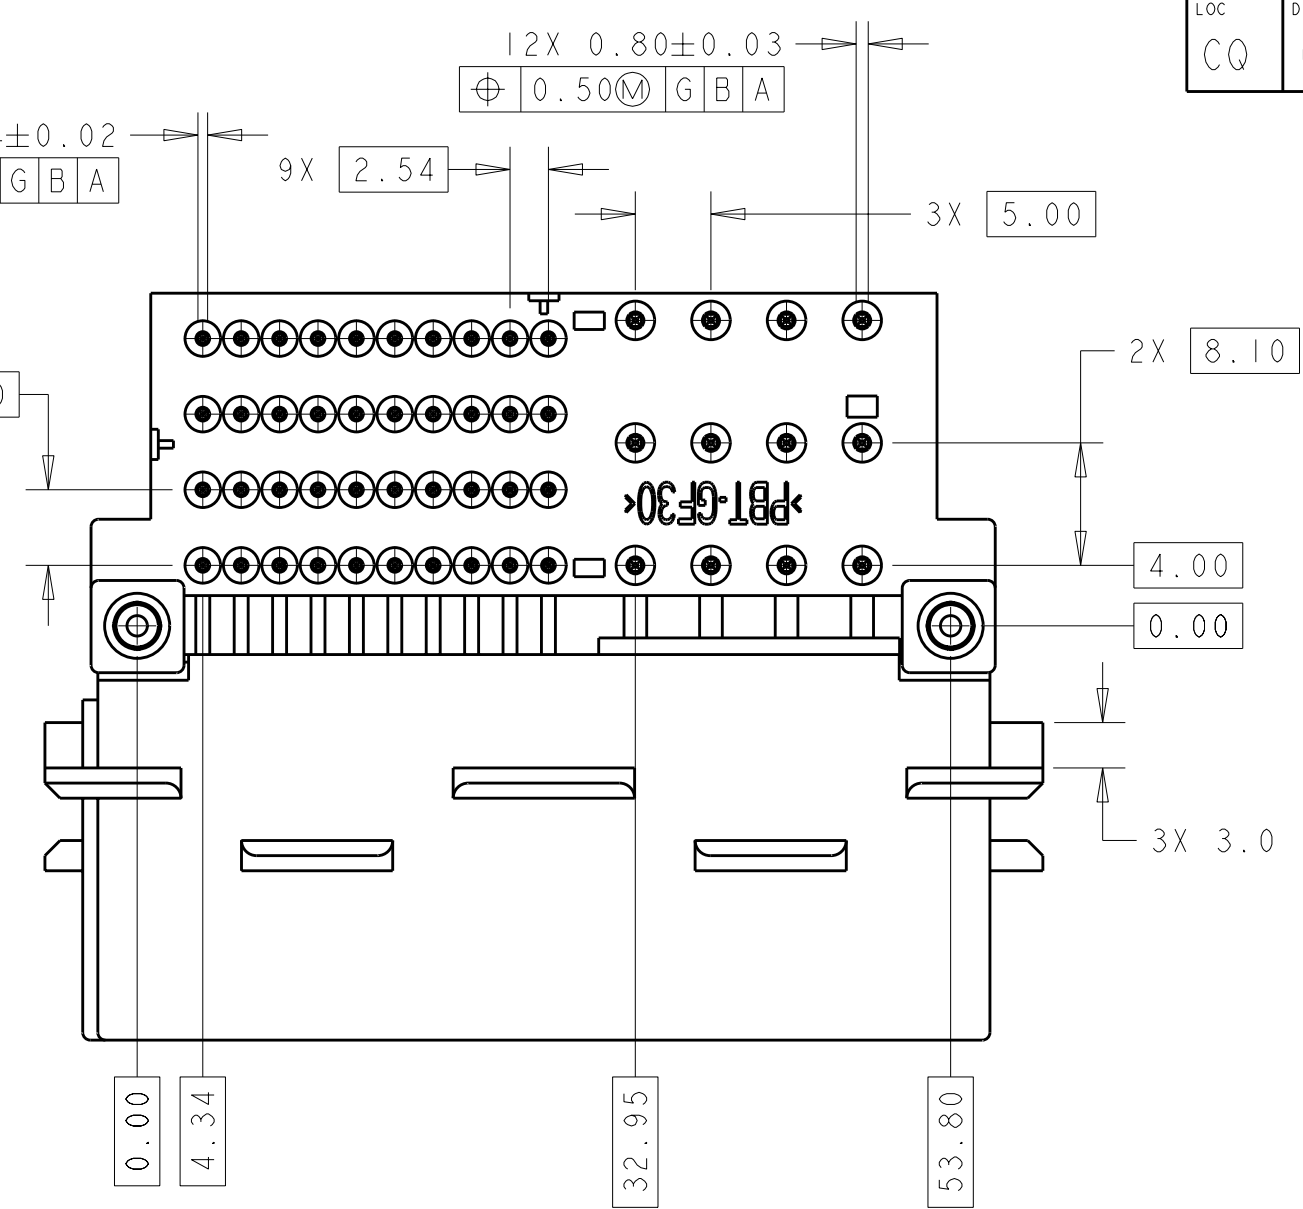 LOC
D
CQ
12X 0.80±0.03
0.50Ⓜ G B A
±0.02
G B A
9X 2.54
3X 5.00
2X 8.10
>PBT-GF30<
4.00
0.00
3X 3.0
0.00
4.34
32.95
53.80